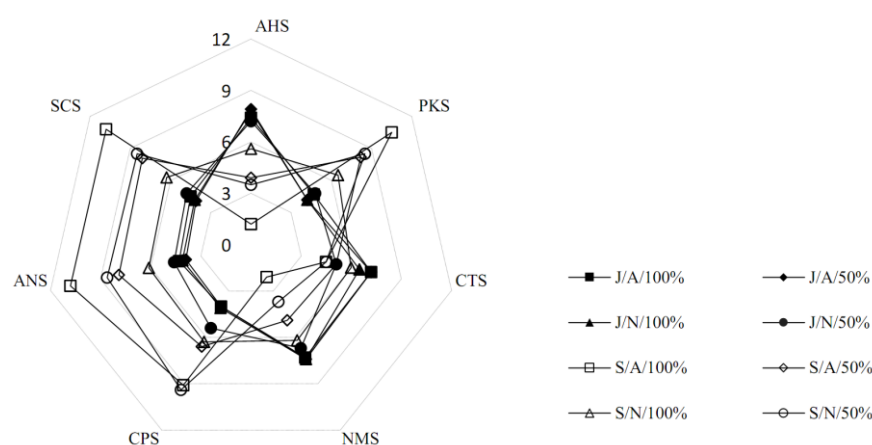 AHS
12
9
SCS
PKS
6
3
0
ANS
CTS
CPS
NMS
J/A/100%
J/A/50%
J/N/100%
J/N/50%
S/A/100%
S/A/50%
S/N/100%
S/N/50%